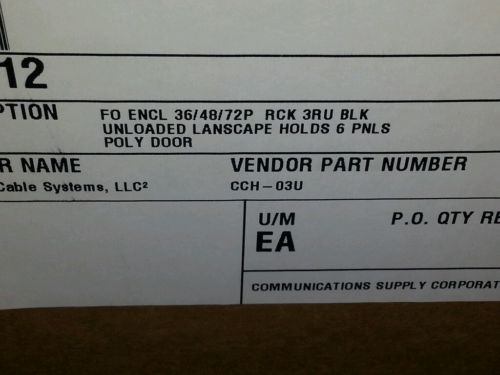 12
PTION FO ENCL 36/48/72P RCK 3RU BLK
UNLOADED LANSCAPE HOLDS 6 PNLS
POLY DOOR
R NAME VENDOR PART NUMBER
Cable Systems, LLC² CCH-03U
U/M P.O. QTY RE
EA
COMMUNICATIONS SUPPLY CORPORAT